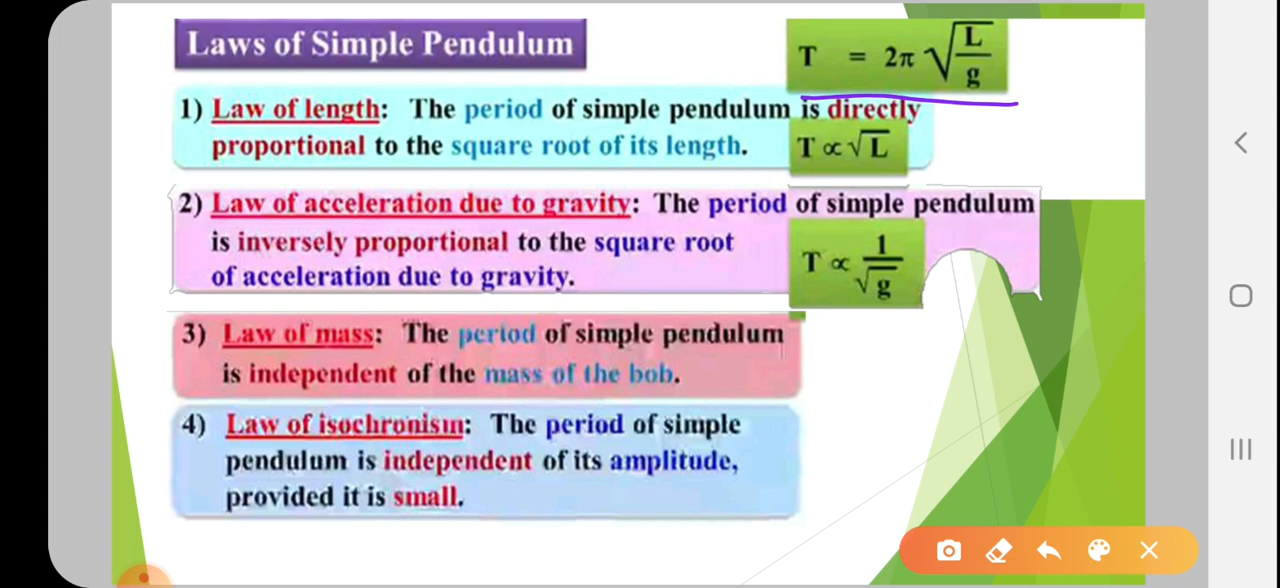 Laws of Simple Pendulum
T = 2π √(L/g)
1) Law of length: The period of simple pendulum is directly
proportional to the square root of its length.
T ∝ √L
2) Law of acceleration due to gravity: The period of simple pendulum
is inversely proportional to the square root
of acceleration due to gravity.
T ∝ 1/√g
3) Law of mass: The period of simple pendulum
is independent of the mass of the bob.
4) Law of isochronism: The period of simple
pendulum is independent of its amplitude,
provided it is small.